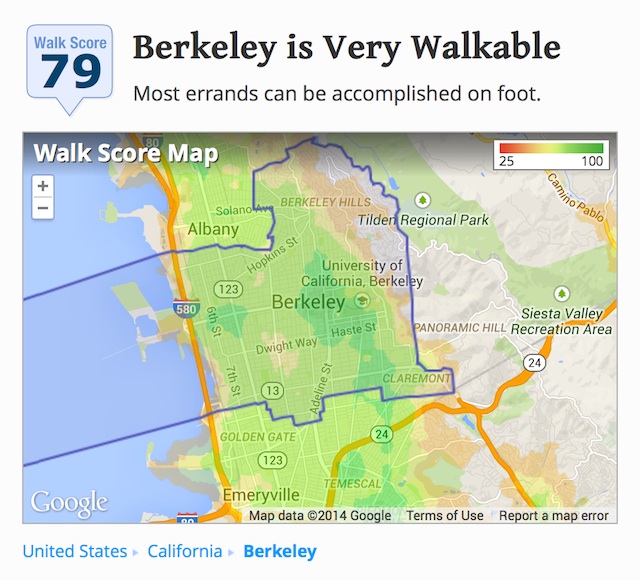 Walk Score
79
Berkeley is Very Walkable
Most errands can be accomplished on foot.
Walk Score Map
25 100
+
−
80
Camino Pablo
Solano Ave
BERKELEY HILLS
Tilden Regional Park
Albany
Hopkins St
University of
California, Berkeley
123
Berkeley
580
6th St
Haste St
Siesta Valley
Recreation Area
PANORAMIC HILL
Dwight Way
24
7th St
13
Adeline St
CLAREMONT
GOLDEN GATE
24
123
TEMESCAL
Emeryville
Google
80
Map data ©2014 Google Terms of Use Report a map error
United States ▸ California ▸ Berkeley